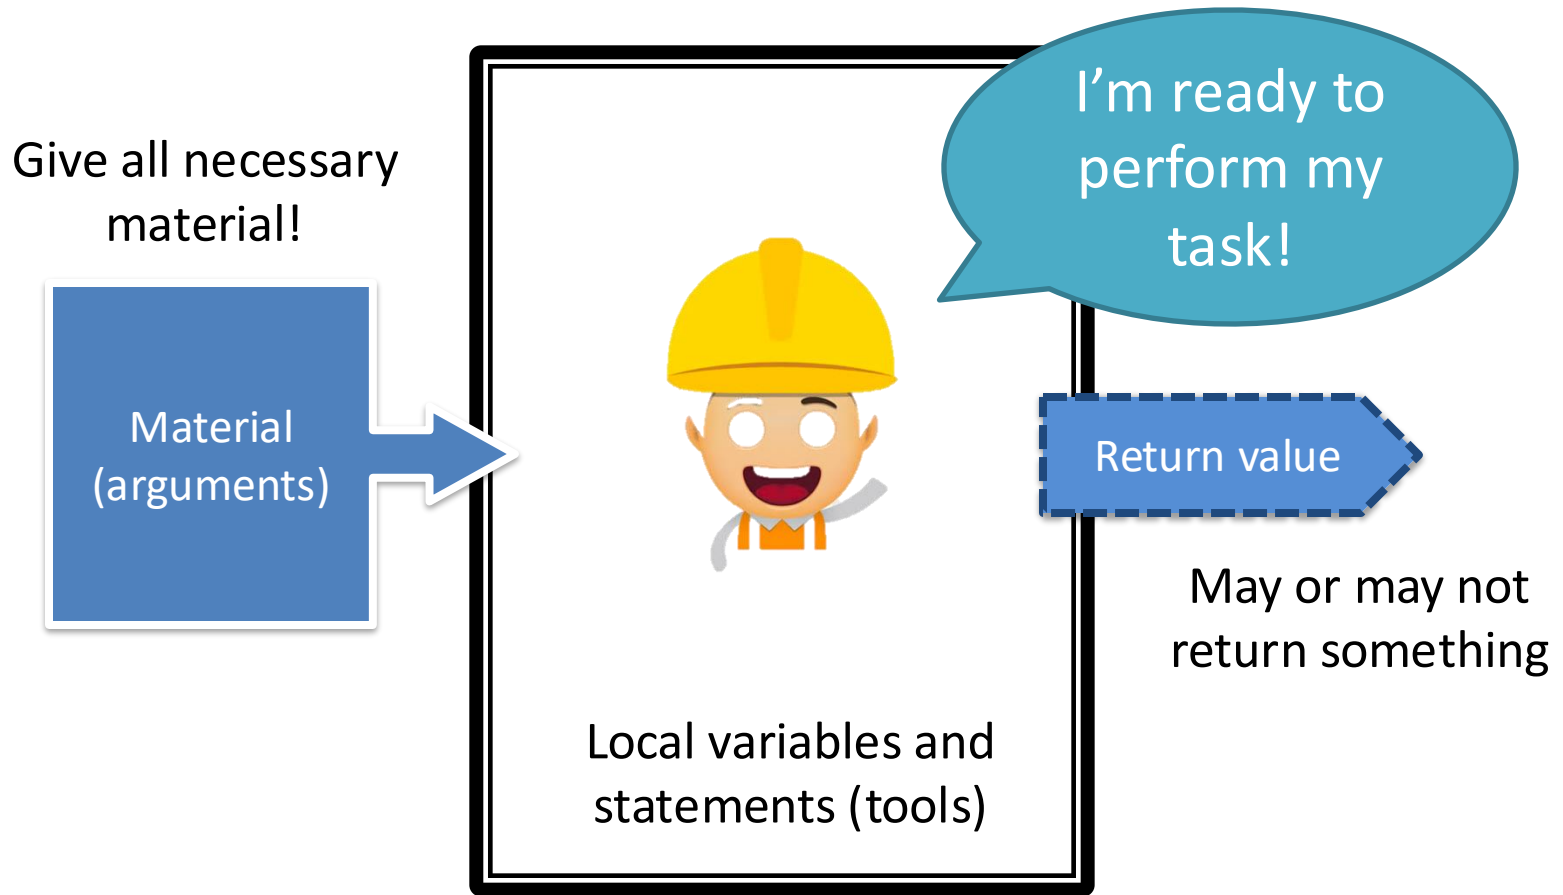 Give all necessary
material!
Material
(arguments)
I’m ready to
perform my
task!
Return value
May or may not
return something
Local variables and
statements (tools)